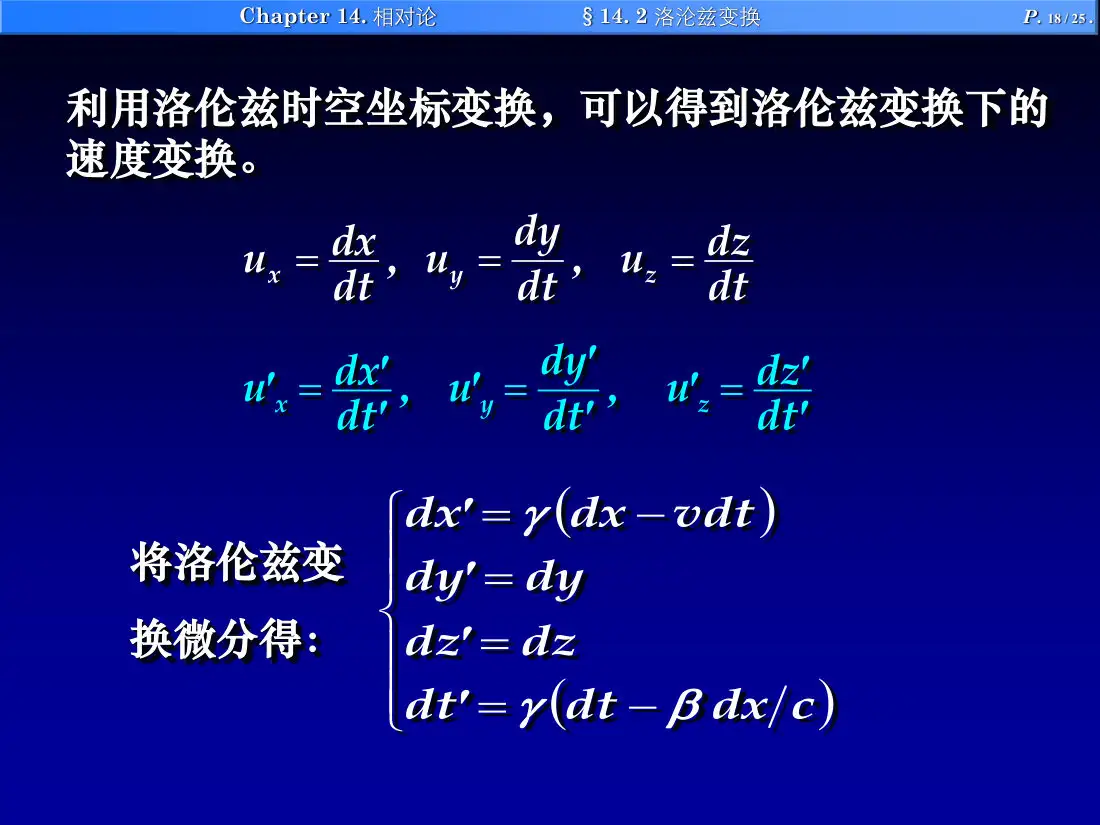 Chapter 14. 相对论 §14. 2 洛沦兹变换 P. 18 / 25 .
利用洛伦兹时空坐标变换，可以得到洛伦兹变换下的
速度变换。
u_x = dx/dt , u_y = dy/dt , u_z = dz/dt
u′_x = dx′/dt′ , u′_y = dy′/dt′ , u′_z = dz′/dt′
将洛伦兹变
换微分得：
dx′ = γ(dx − vdt)
dy′ = dy
dz′ = dz
dt′ = γ(dt − β dx/c)